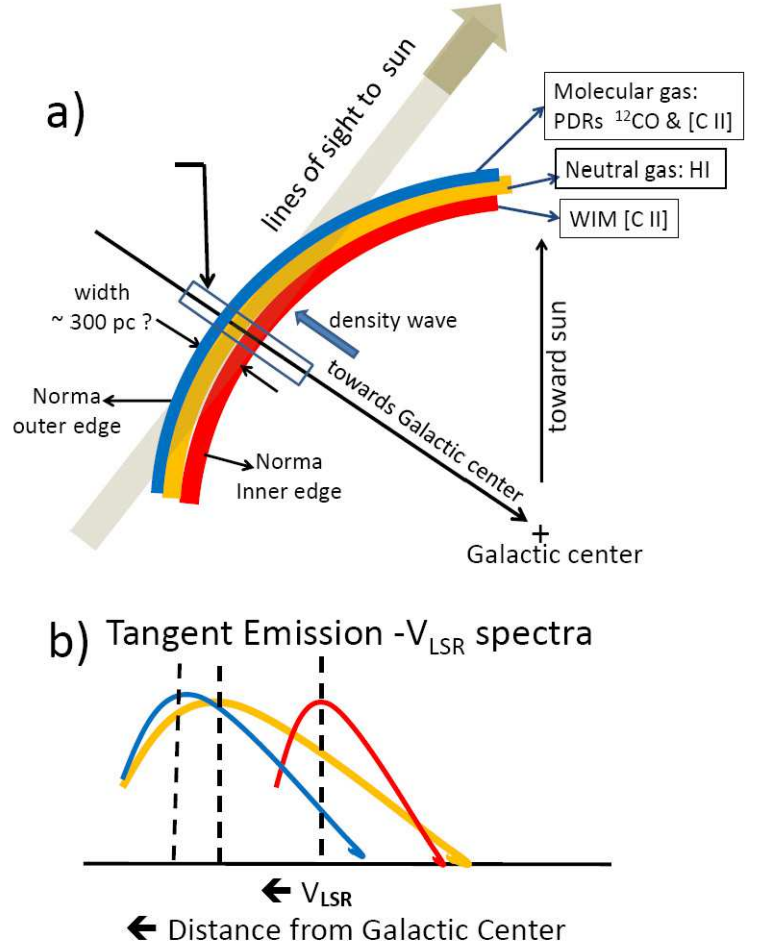 a)
lines of sight to sun
Molecular gas:
PDRs ¹²CO & [C II]
Neutral gas: HI
WIM [C II]
width
~ 300 pc ?
density wave
Norma
outer edge
Norma
Inner edge
towards Galactic center
toward sun
+
Galactic center
b) Tangent Emission -V_LSR spectra
← V_LSR
← Distance from Galactic Center